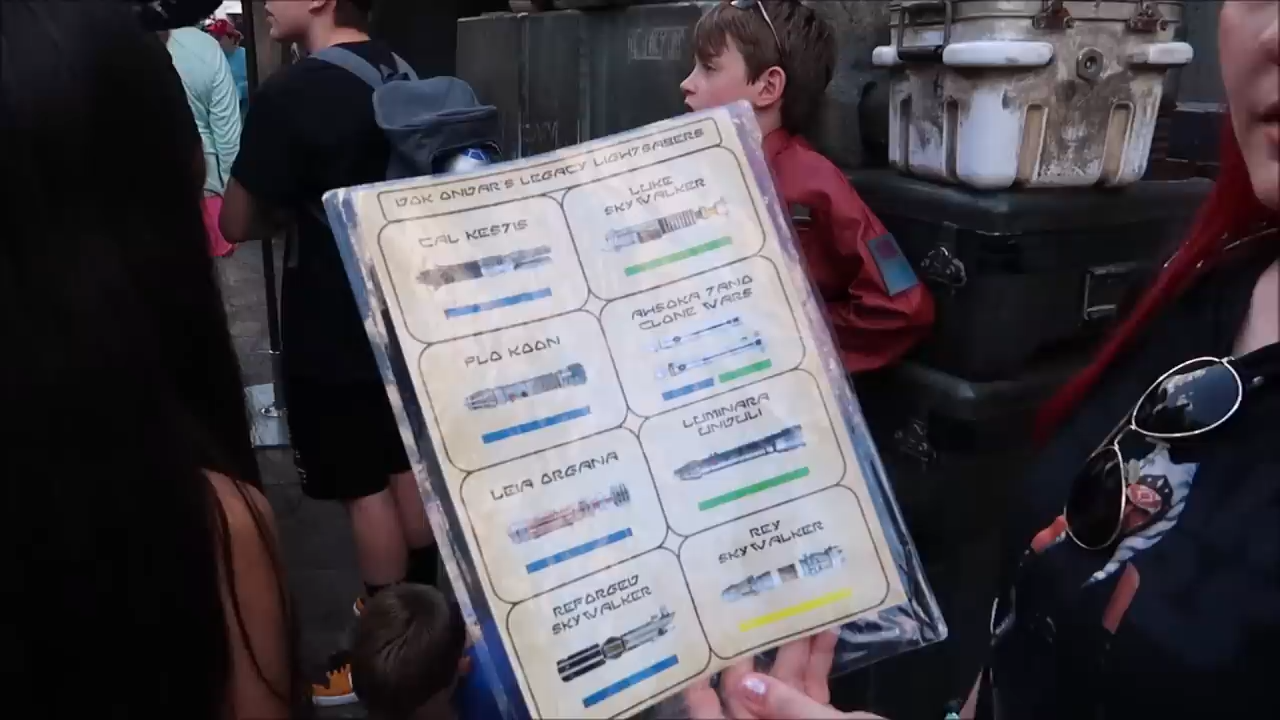 DOK ONDAR'S LEGACY LIGHTSABERS
CAL KESTIS
LUKE
SKYWALKER
PLO KOON
AHSOKA TANO
CLONE WARS
LEIA ORGANA
LUMINARA
UNDULI
REFORGED
SKYWALKER
REY
SKYWALKER